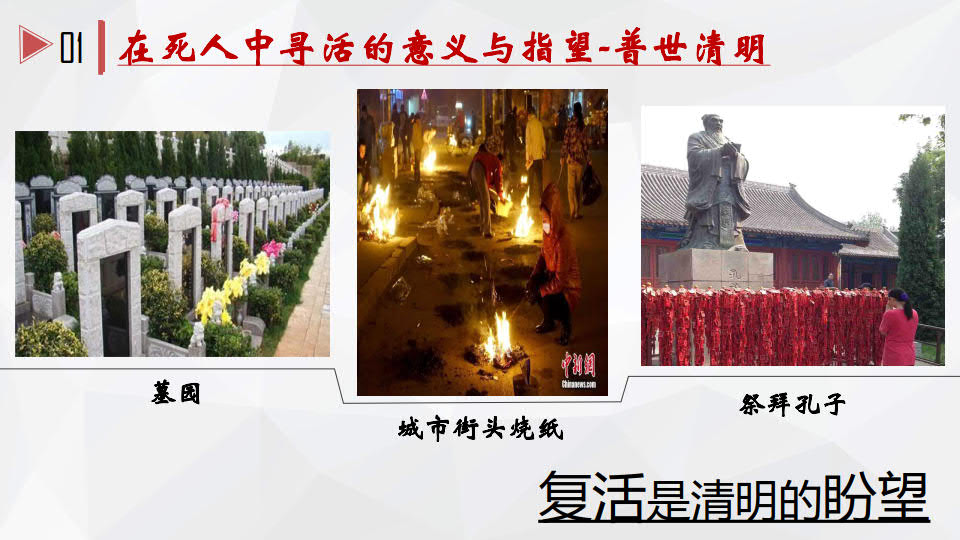 01
在死人中寻活的意义与指望-普世清明
中新网
Chinanews.com
墓园
城市街头烧纸
祭拜孔子
复活是清明的盼望